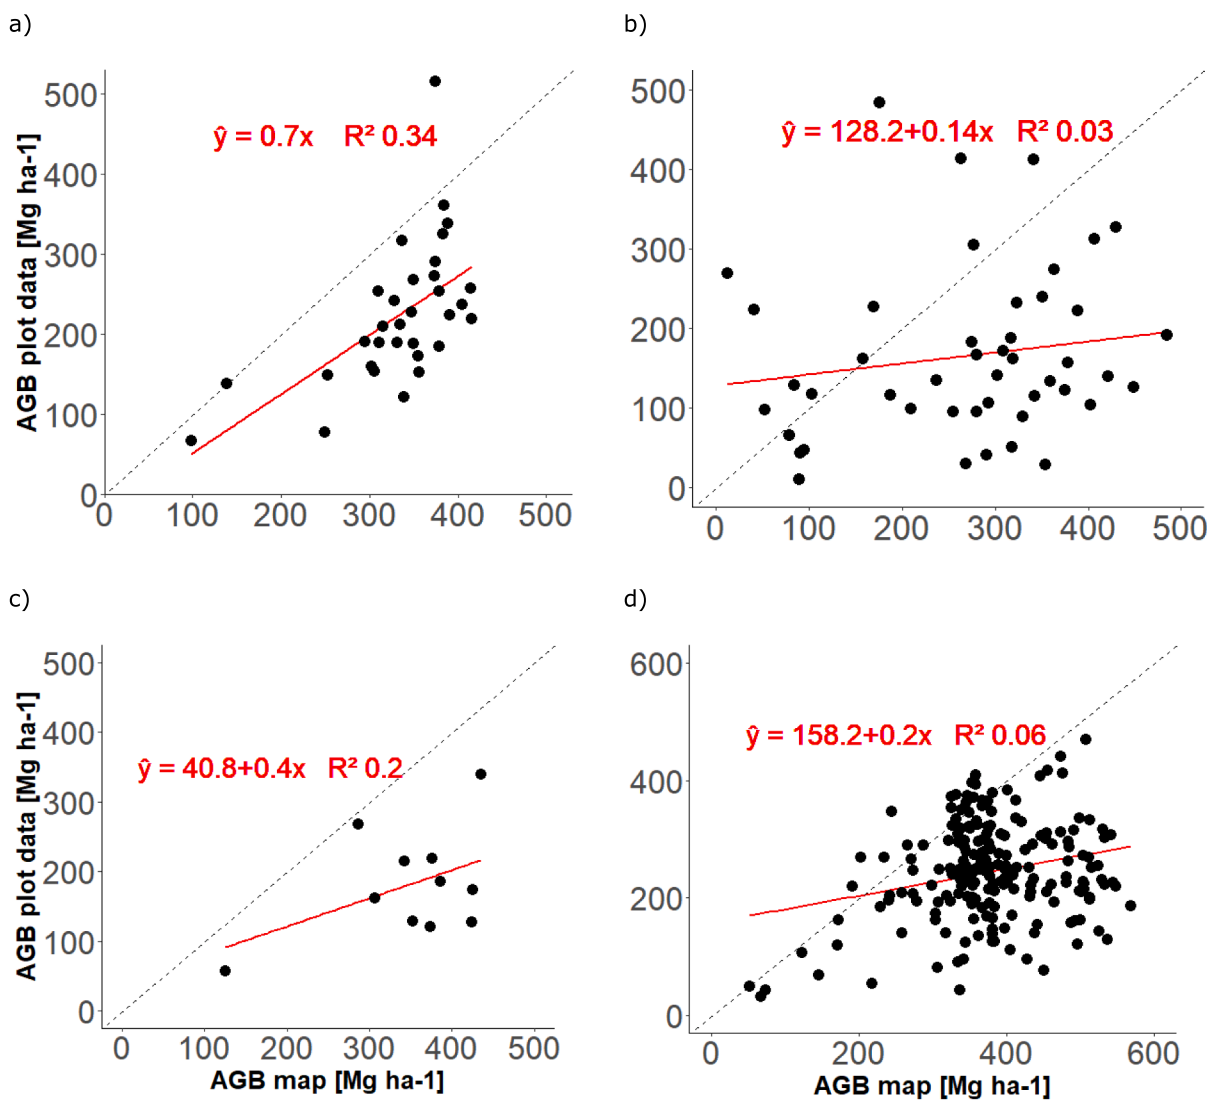 a)
AGB plot data [Mg ha-1]
500
400
300
200
100
0
ŷ = 0.7x R² 0.34
0 100 200 300 400 500
b)
500
400
300
200
100
0
ŷ = 128.2+0.14x R² 0.03
0 100 200 300 400 500
c)
AGB plot data [Mg ha-1]
500
400
300
200
100
0
ŷ = 40.8+0.4x R² 0.2
0 100 200 300 400 500
AGB map [Mg ha-1]
d)
600
400
200
0
ŷ = 158.2+0.2x R² 0.06
0 200 400 600
AGB map [Mg ha-1]